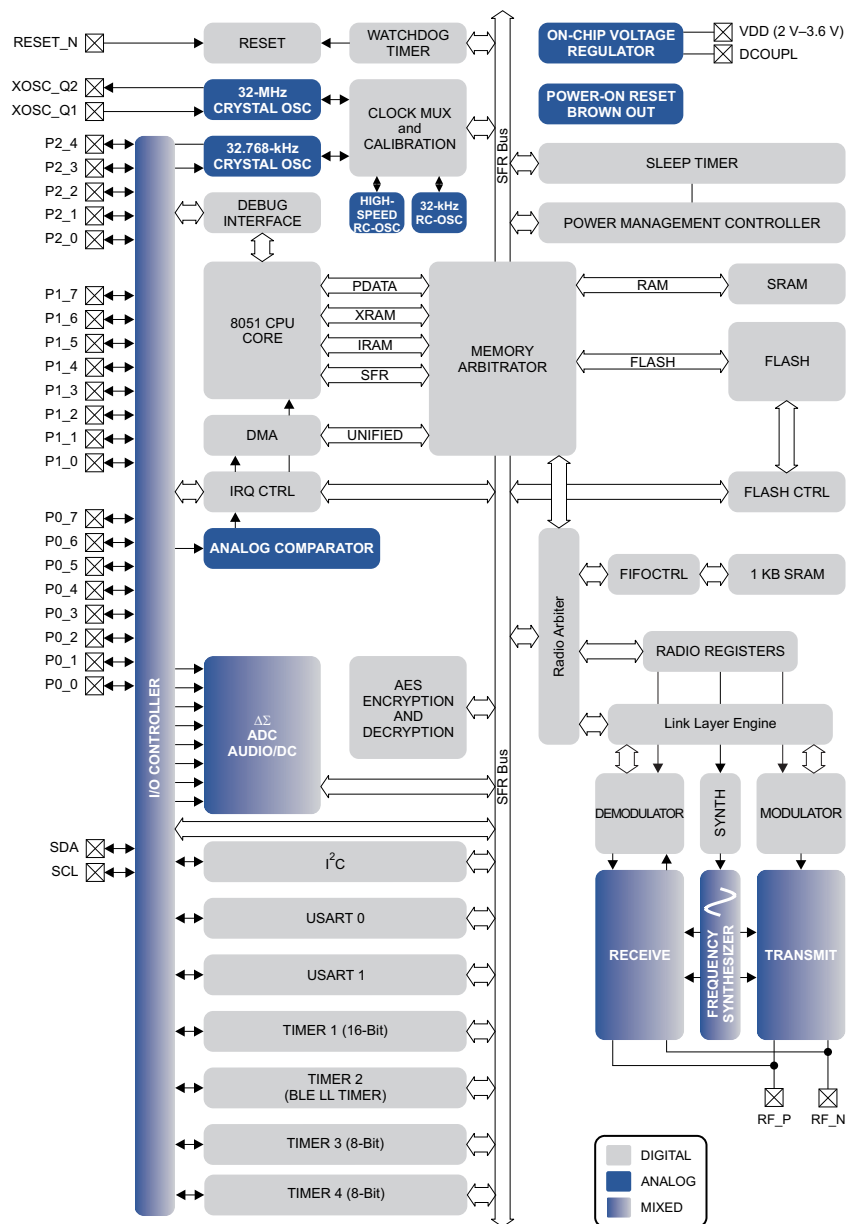 RESET_N
RESET
WATCHDOG
TIMER
ON-CHIP VOLTAGE
REGULATOR
VDD (2 V–3.6 V)
DCOUPL
XOSC_Q2
XOSC_Q1
32-MHz
CRYSTAL OSC
CLOCK MUX
and
CALIBRATION
POWER-ON RESET
BROWN OUT
SFR Bus
P2_4
P2_3
P2_2
P2_1
P2_0
32.768-kHz
CRYSTAL OSC
SLEEP TIMER
DEBUG
INTERFACE
HIGH-
SPEED
RC-OSC
32-kHz
RC-OSC
POWER MANAGEMENT CONTROLLER
P1_7
P1_6
P1_5
P1_4
P1_3
P1_2
P1_1
P1_0
8051 CPU
CORE
PDATA
XRAM
IRAM
SFR
MEMORY
ARBITRATOR
RAM
SRAM
FLASH
FLASH
DMA
UNIFIED
IRQ CTRL
FLASH CTRL
P0_7
P0_6
P0_5
P0_4
P0_3
P0_2
P0_1
P0_0
ANALOG COMPARATOR
Radio Arbiter
FIFOCTRL
1 KB SRAM
RADIO REGISTERS
Link Layer Engine
I/O CONTROLLER
ΔΣ
ADC
AUDIO/DC
AES
ENCRYPTION
AND
DECRYPTION
SFR Bus
DEMODULATOR
SYNTH
MODULATOR
SDA
SCL
I2C
USART 0
USART 1
TIMER 1 (16-Bit)
TIMER 2
(BLE LL TIMER)
TIMER 3 (8-Bit)
TIMER 4 (8-Bit)
RECEIVE
FREQUENCY
SYNTHESIZER
TRANSMIT
RF_P
RF_N
DIGITAL
ANALOG
MIXED